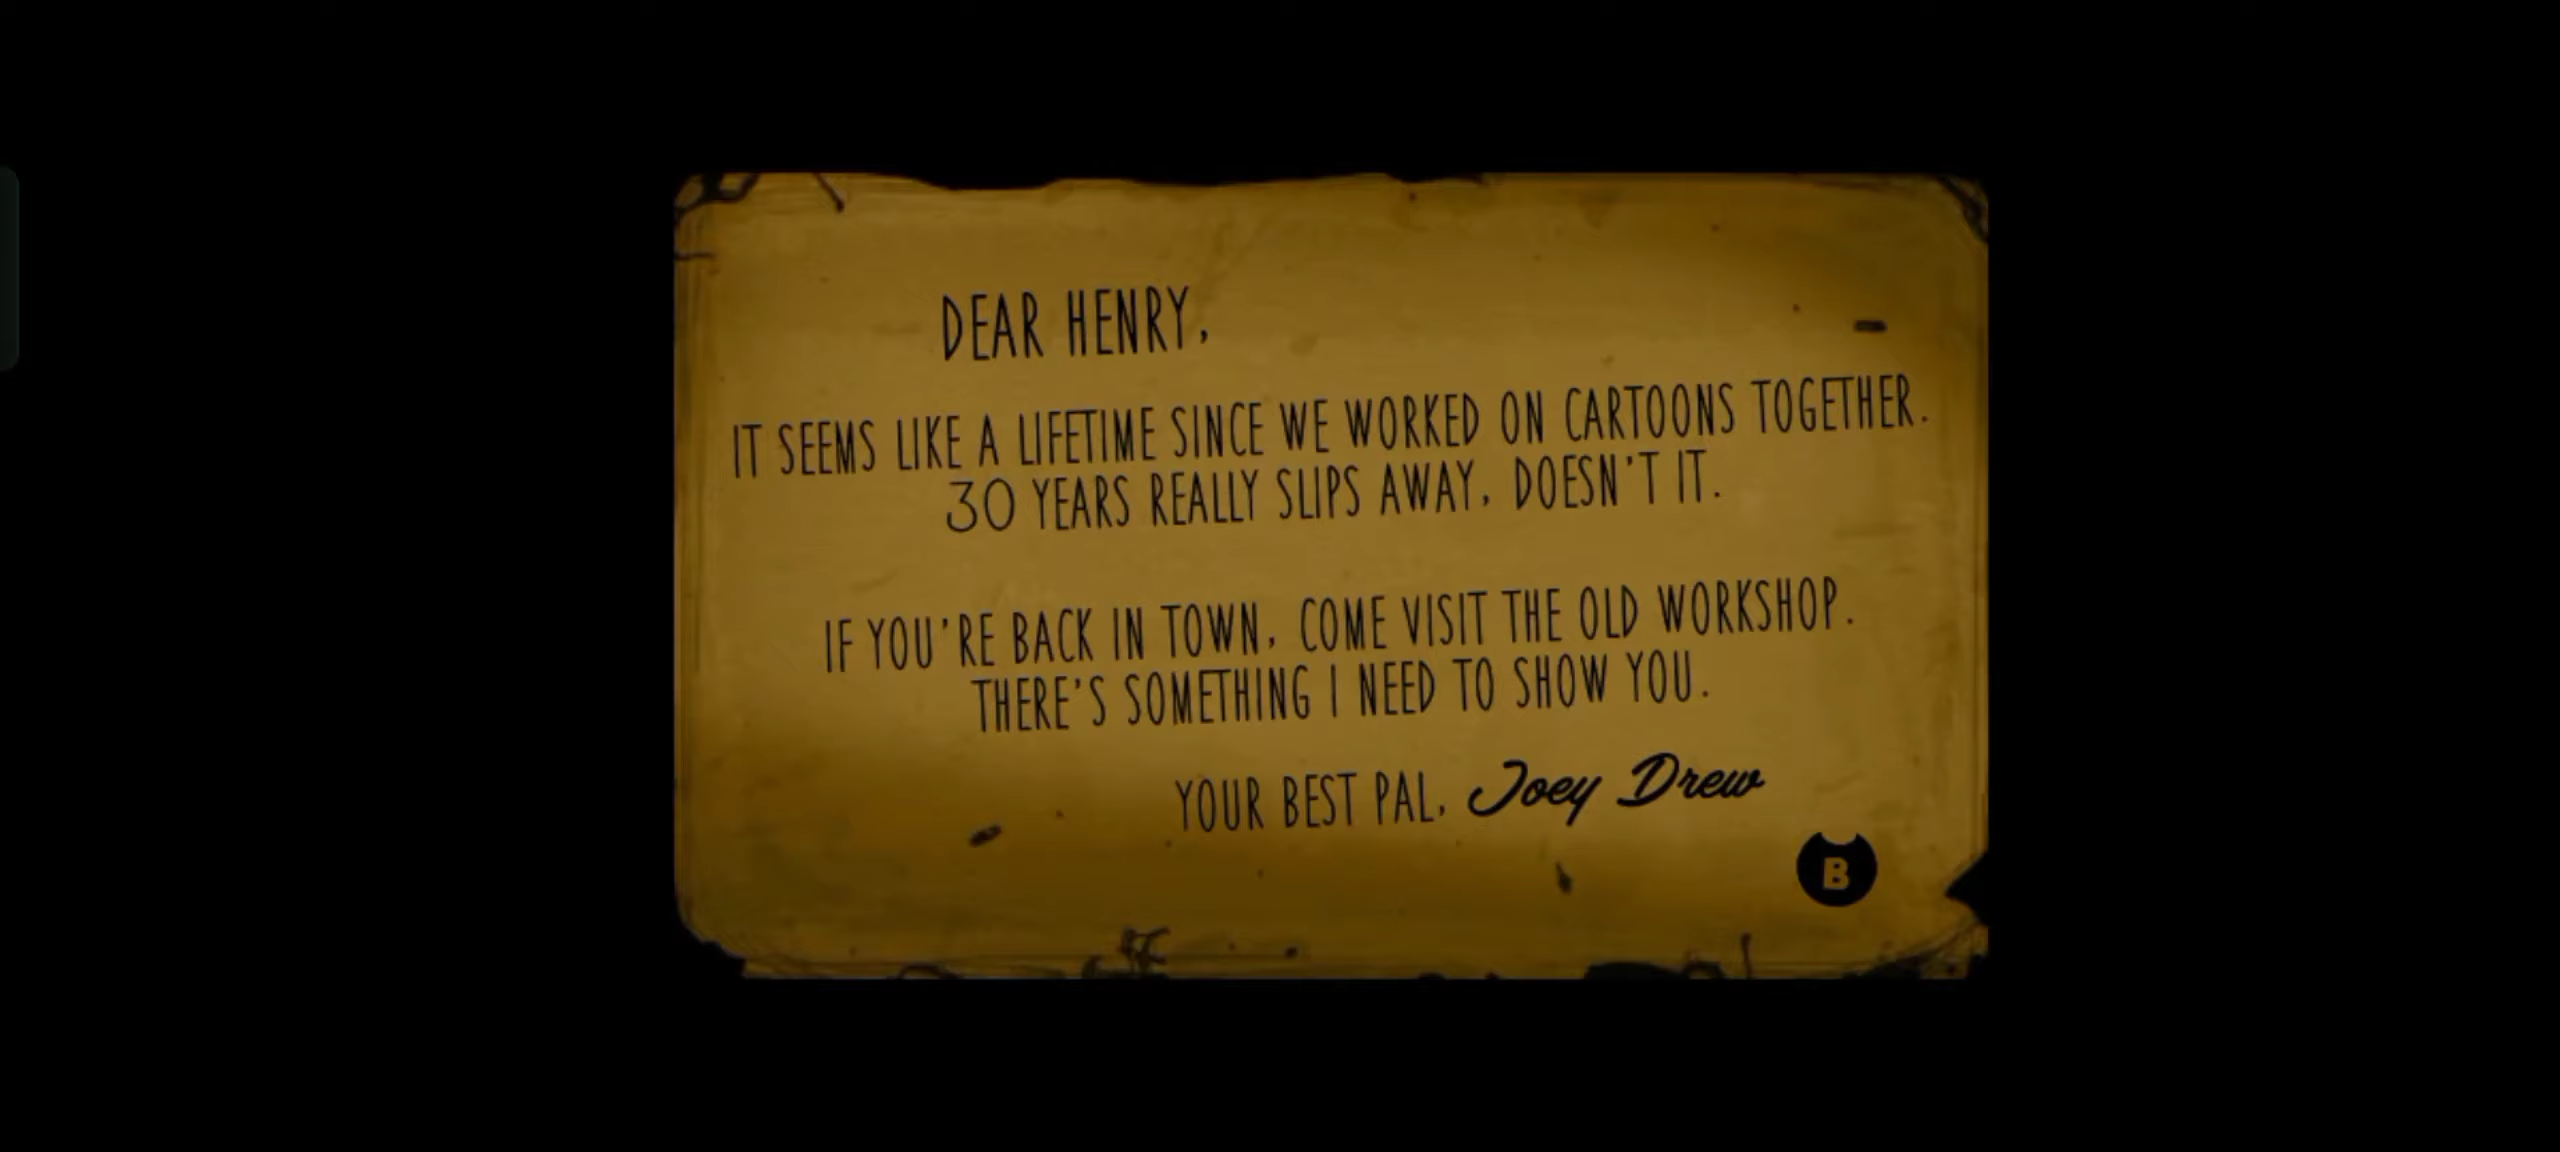 DEAR HENRY,
IT SEEMS LIKE A LIFETIME SINCE WE WORKED ON CARTOONS TOGETHER.
30 YEARS REALLY SLIPS AWAY, DOESN'T IT.
IF YOU'RE BACK IN TOWN, COME VISIT THE OLD WORKSHOP.
THERE'S SOMETHING I NEED TO SHOW YOU.
YOUR BEST PAL, Joey Drew
B